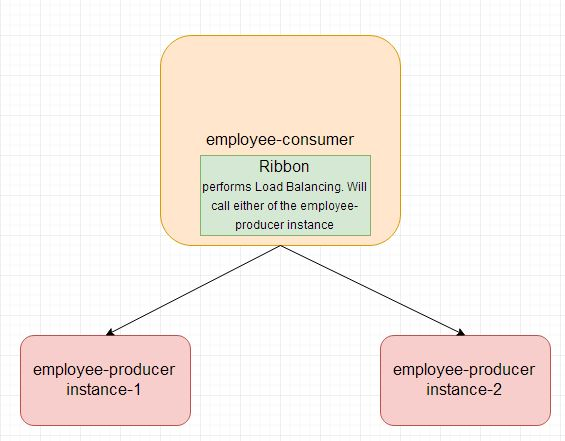 employee-consumer
Ribbon
performs Load Balancing. Will
call either of the employee-
producer instance
employee-producer
instance-1
employee-producer
instance-2